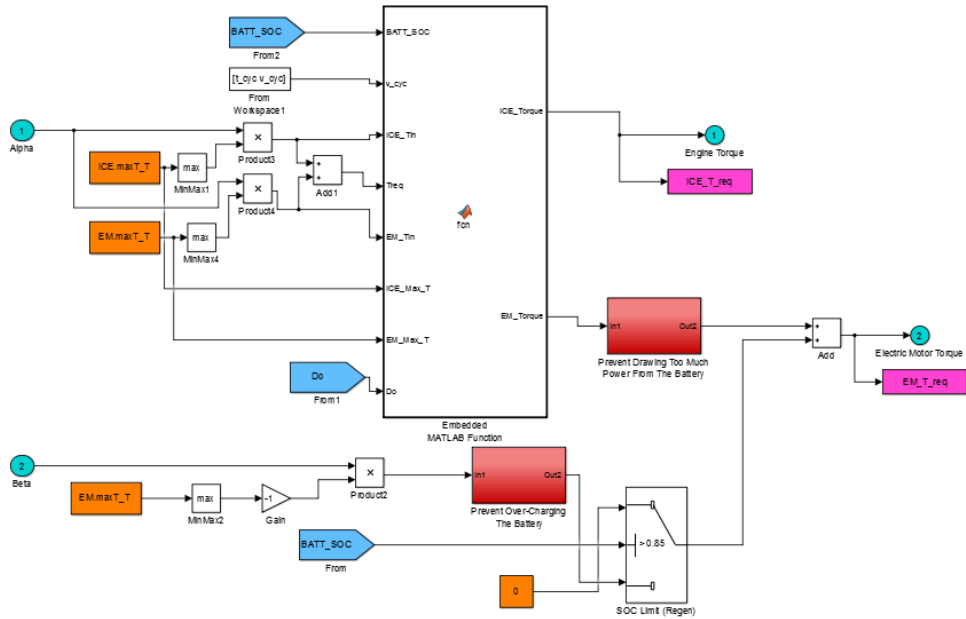 BATT_SOC
From2
BATT_SOC
[t_cyc v_cyc]
From
Workspace1
v_cyc
1
Alpha
×
Product3
ICE_Tin
ICE_Torque
1
Engine Torque
ICE.maxT_T
max
MinMax1
+
+
Add1
Treq
ICE_T_req
×
Product4
fcn
EM.maxT_T
max
MinMax4
EM_Tin
ICE_Max_T
EM_Torque
In1
Out2
Prevent Drawing Too Much
Power From The Battery
+
+
Add
2
Electric Motor Torque
EM_T_req
EM_Max_T
Do
From1
Do
Embedded
MATLAB Function
2
Beta
×
Product2
In1
Out2
Prevent Over-Charging
The Battery
EM.maxT_T
max
MinMax2
-1
Gain
BATT_SOC
From
> 0.85
0
SOC Limit (Regen)